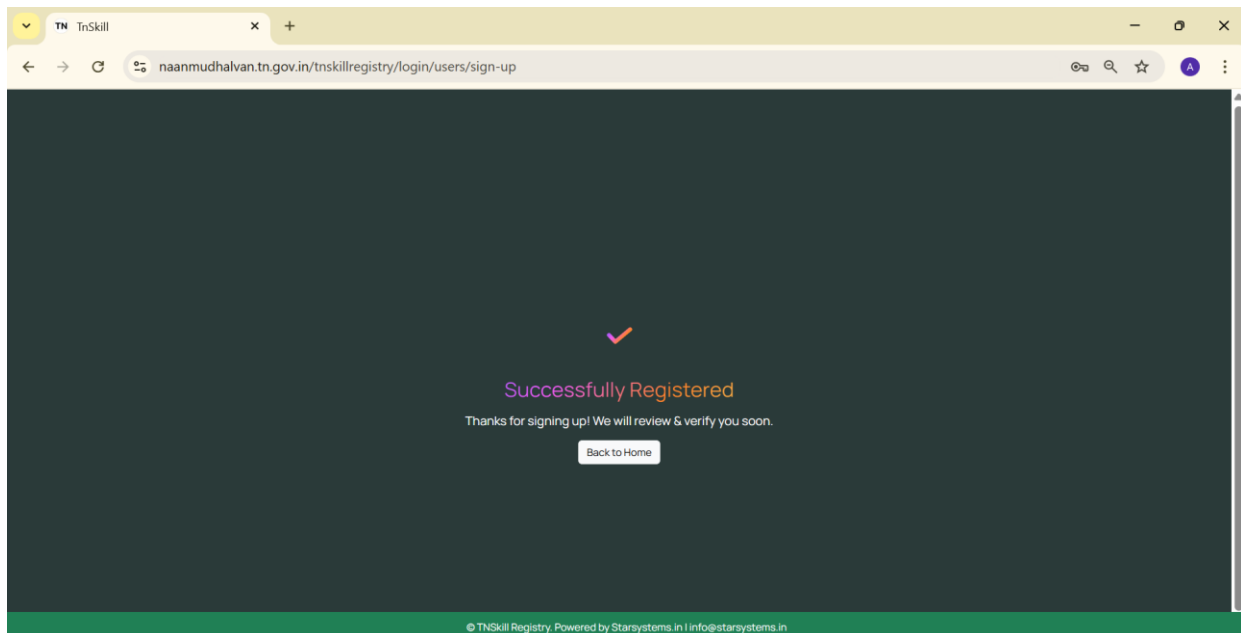 TN TnSkill
naanmudhalvan.tn.gov.in/tnskillregistry/login/users/sign-up
A
Successfully Registered
Thanks for signing up! We will review & verify you soon.
Back to Home
© TNSkill Registry. Powered by Starsystems.in | info@starsystems.in